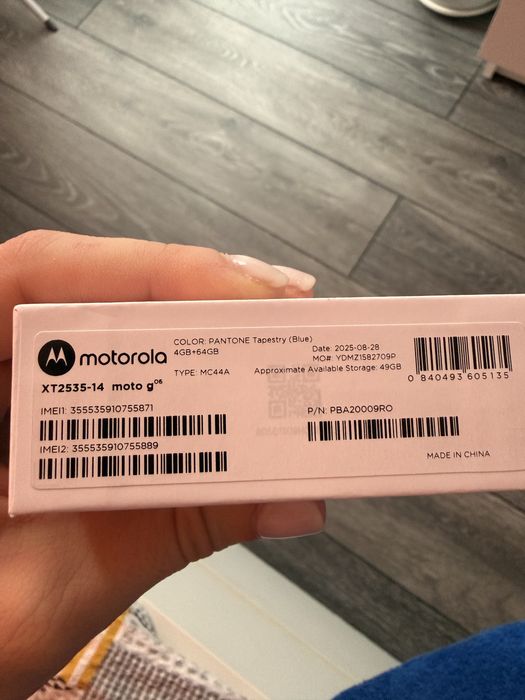 motorola
XT2535-14 moto g06
COLOR: PANTONE Tapestry (Blue)
4GB+64GB
TYPE: MC44A
Date: 2025-08-28
MO#: YDMZ1582709P
Approximate Available Storage: 49GB
0 840493 605135
IMEI1: 355535910755871
IMEI2: 355535910755889
P/N: PBA20009RO
MADE IN CHINA